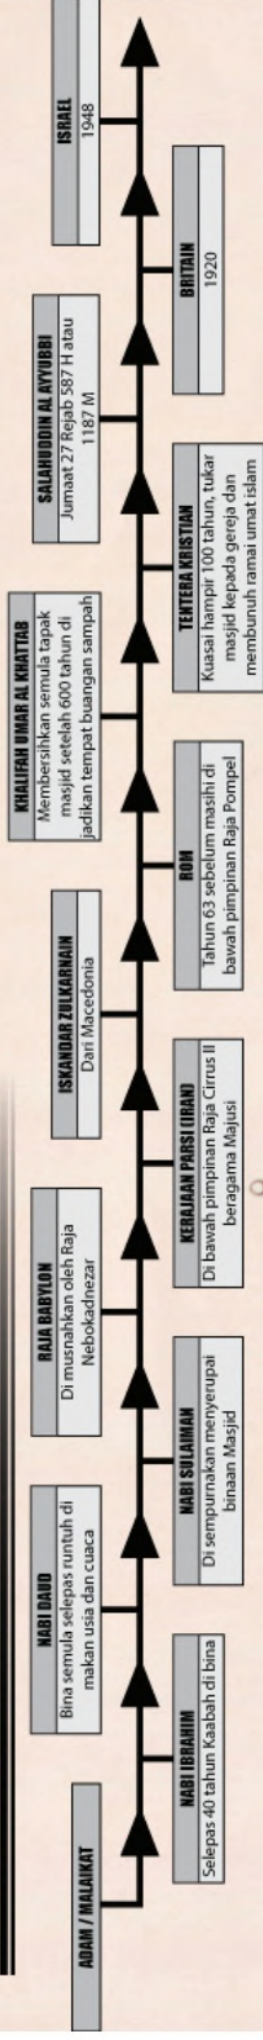 ADAM / MALAIKAT
NABI IBRAHIM
Selepas 40 tahun Kaabah di bina
NABI DAUD
Bina semula selepas runtuh di
makan usia dan cuaca
NABI SULAIMAN
Di sempurnakan menyerupai
binaan Masjid
RAJA BABYLON
Di musnahkan oleh Raja
Nebokadnezar
KERAJAAN PARSI (IRAN)
Di bawah pimpinan Raja Cirrus II
beragama Majusi
ISKANDAR ZULKARNAIN
Dari Macedonia
ROM
Tahun 63 sebelum masihi di
bawah pimpinan Raja Pompel
KHALIFAH UMAR AL KHATTAB
Membersihkan semula tapak
masjid setelah 600 tahun di
jadikan tempat buangan sampah
TENTERA KRISTIAN
Kuasai hampir 100 tahun, tukar
masjid kepada gereja dan
membunuh ramai umat islam
SALAHUDDIN AL AYYUBBI
Jumaat 27 Rejab 587 H atau
1187 M
BRITAIN
1920
ISRAEL
1948